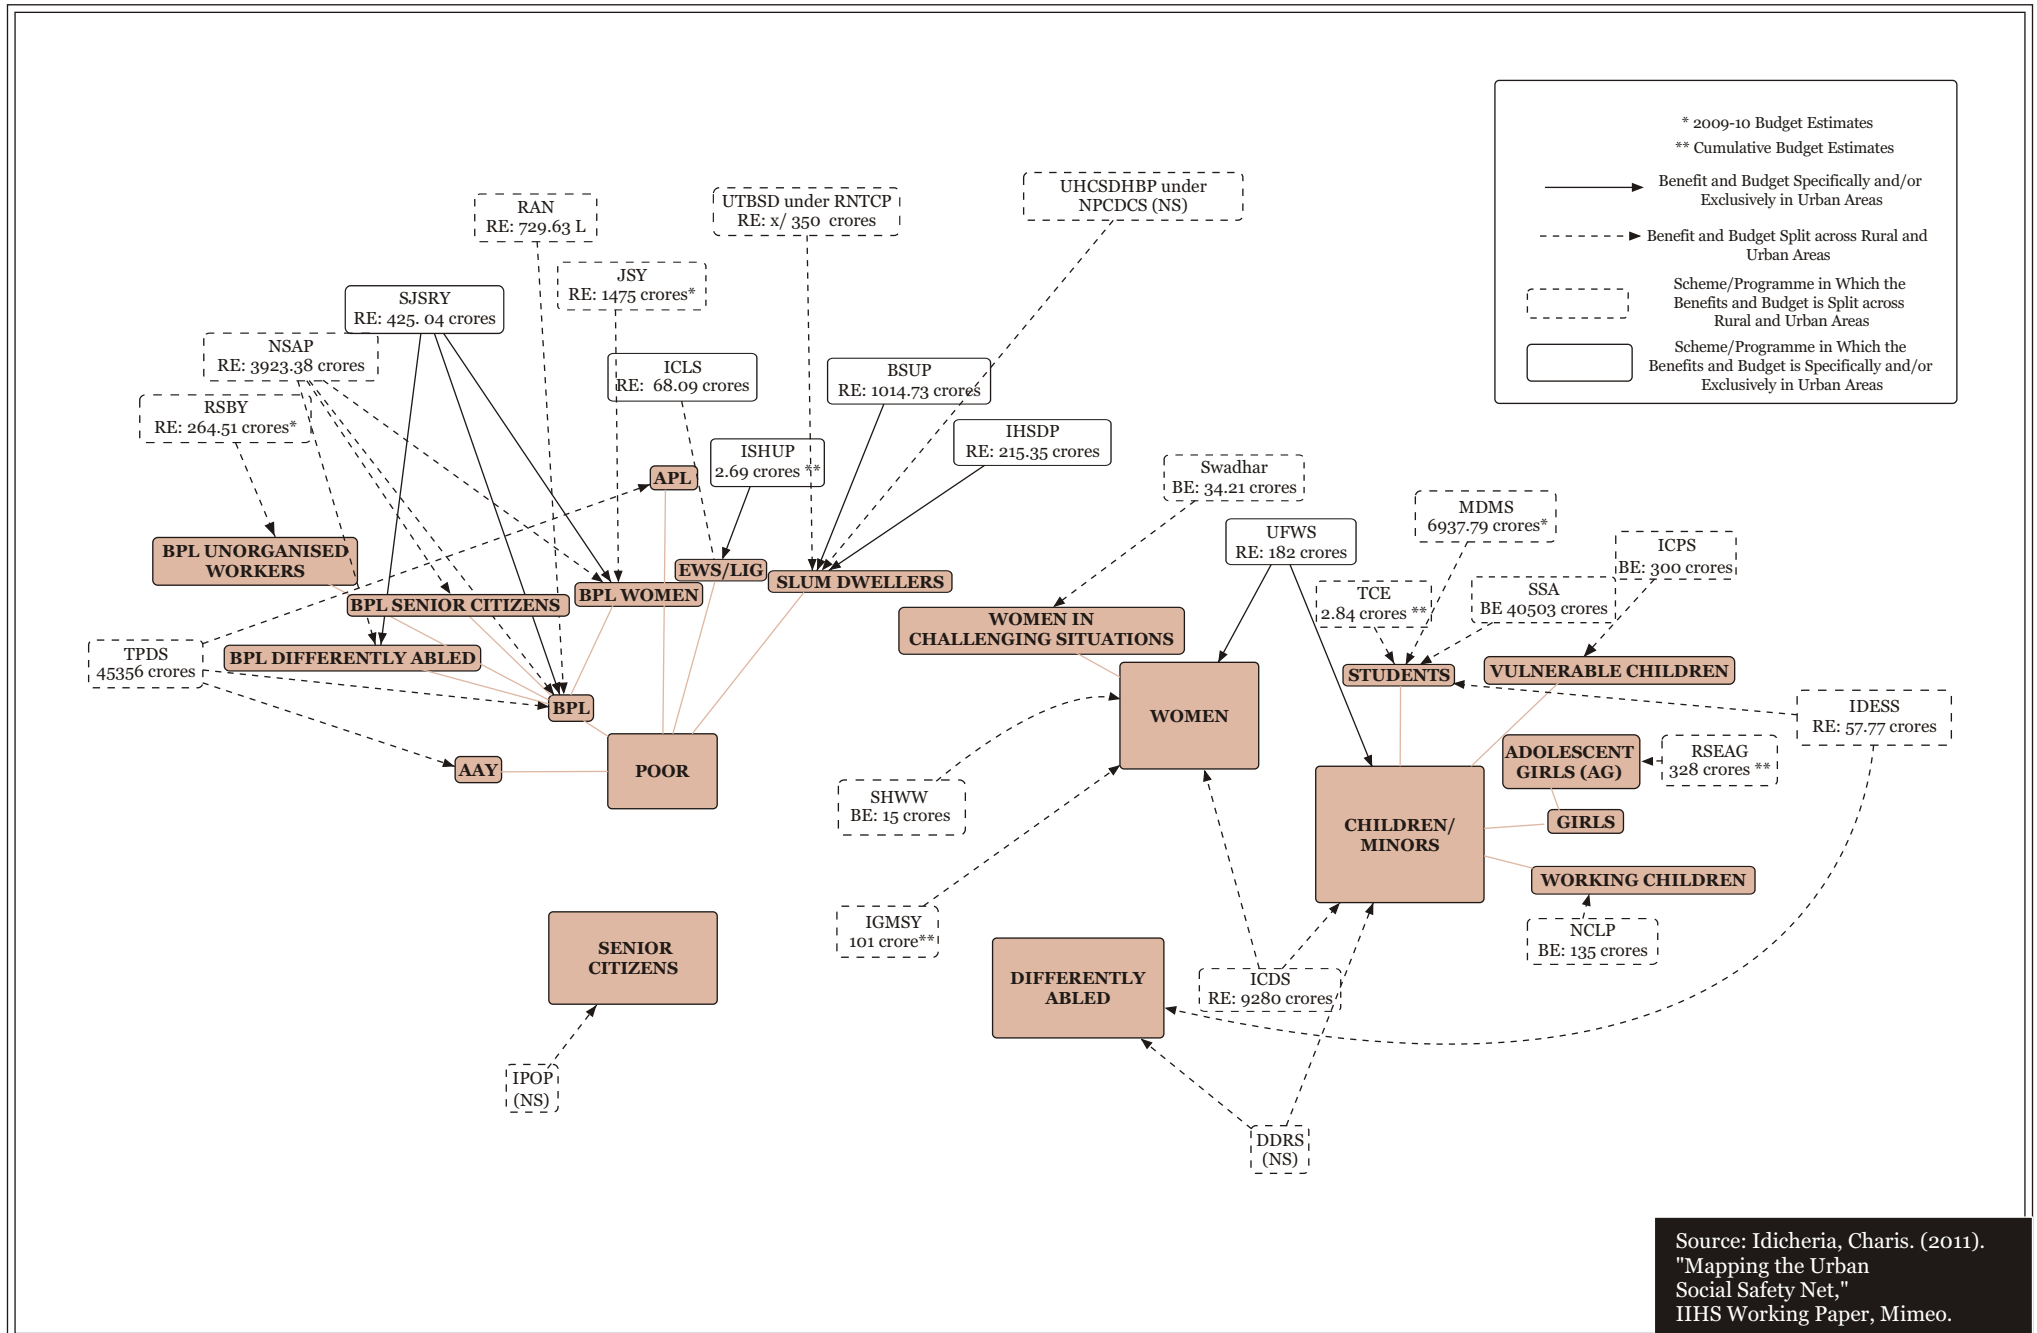 * 2009-10 Budget Estimates
** Cumulative Budget Estimates
Benefit and Budget Specifically and/or
Exclusively in Urban Areas
Benefit and Budget Split across Rural and
Urban Areas
Scheme/Programme in Which the
Benefits and Budget is Split across
Rural and Urban Areas
Scheme/Programme in Which the
Benefits and Budget is Specifically and/or
Exclusively in Urban Areas
RAN
RE: 729.63 L
UTBSD under RNTCP
RE: x/ 350 crores
UHCSDHBP under
NPCDCS (NS)
JSY
RE: 1475 crores*
SJSRY
RE: 425. 04 crores
NSAP
RE: 3923.38 crores
RSBY
RE: 264.51 crores*
ICLS
RE: 68.09 crores
BSUP
RE: 1014.73 crores
ISHUP
2.69 crores **
IHSDP
RE: 215.35 crores
APL
BPL UNORGANISED
WORKERS
BPL SENIOR CITIZENS
BPL WOMEN
EWS/LIG
SLUM DWELLERS
TPDS
45356 crores
BPL DIFFERENTLY ABLED
BPL
AAY
POOR
Swadhar
BE: 34.21 crores
UFWS
RE: 182 crores
MDMS
6937.79 crores*
ICPS
BE: 300 crores
TCE
2.84 crores **
SSA
BE 40503 crores
WOMEN IN
CHALLENGING SITUATIONS
WOMEN
STUDENTS
VULNERABLE CHILDREN
IDESS
RE: 57.77 crores
ADOLESCENT
GIRLS (AG)
RSEAG
328 crores **
SHWW
BE: 15 crores
CHILDREN/
MINORS
GIRLS
WORKING CHILDREN
NCLP
BE: 135 crores
IGMSY
101 crore**
SENIOR
CITIZENS
DIFFERENTLY
ABLED
ICDS
RE: 9280 crores
IPOP
(NS)
DDRS
(NS)
Source: Idicheria, Charis. (2011).
"Mapping the Urban
Social Safety Net,"
IIHS Working Paper, Mimeo.